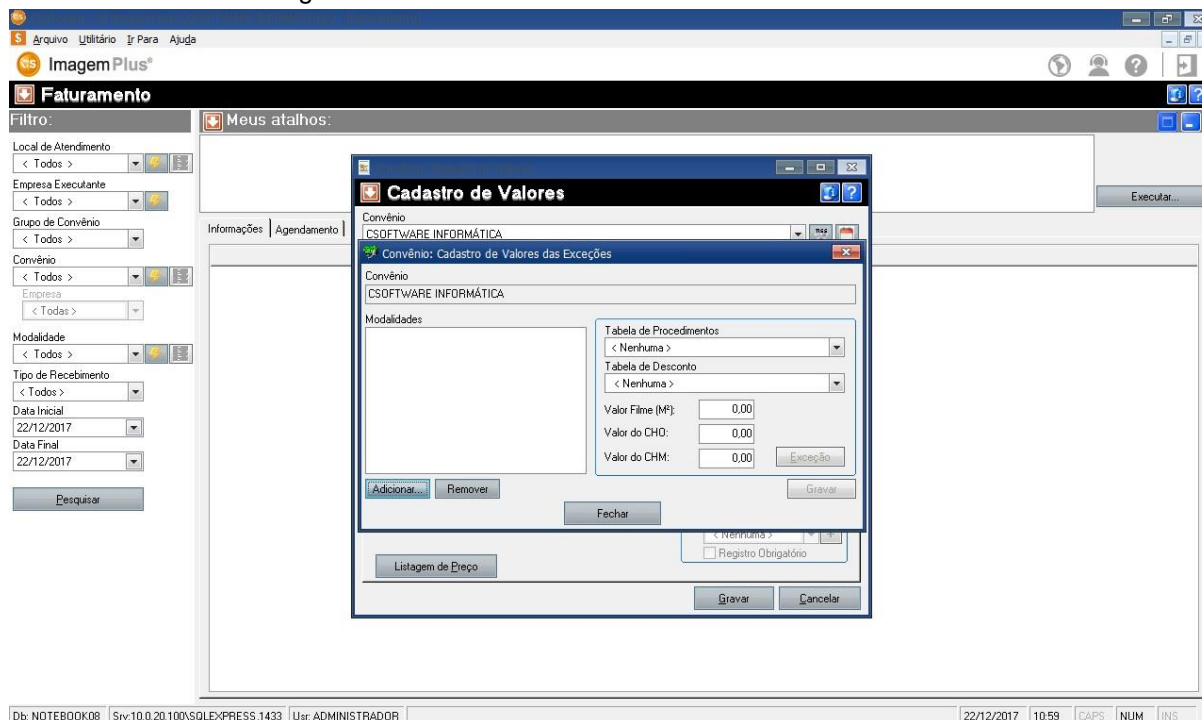 Arquivo Utilitário Ir Para Ajuda
ImagemPlus®
Faturamento
Filtro:
Meus atalhos:
Local de Atendimento
< Todos >
Empresa Executante
< Todos >
Executar...
Grupo de Convênio
< Todos >
Informações Agendamento
Convênio
< Todos >
Empresa
< Todas >
Modalidade
< Todos >
Tipo de Recebimento
< Todos >
Data Inicial
22/12/2017
Data Final
22/12/2017
Pesquisar
Cadastro de Valores
Convênio
CSOFTWARE INFORMÁTICA
Convênio: Cadastro de Valores das Exceções
Convênio
CSOFTWARE INFORMÁTICA
Modalidades
Tabela de Procedimentos
< Nenhuma >
Tabela de Desconto
< Nenhuma >
Valor Filme (M²): 0,00
Valor do CHO: 0,00
Valor do CHM: 0,00 Exceção
Adicionar... Remover Gravar
Fechar
< Nenhuma >
Registro Obrigatório
Listagem de Preço
Gravar Cancelar
Db: NOTEBOOK08 Srv:10.0.20.100\SQLEXPRESS,1433 Usr: ADMINISTRADOR 22/12/2017 10:59 CAPS NUM INS